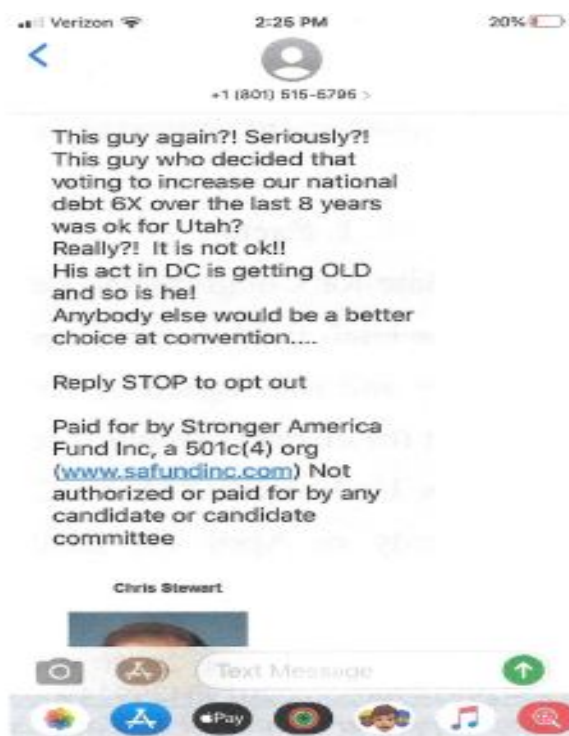 Verizon 2:25 PM 20%
+1 (801) 515-5795 >
This guy again?! Seriously?!
This guy who decided that
voting to increase our national
debt 6X over the last 8 years
was ok for Utah?
Really?! It is not ok!!
His act in DC is getting OLD
and so is he!
Anybody else would be a better
choice at convention....
Reply STOP to opt out
Paid for by Stronger America
Fund Inc, a 501c(4) org
(www.safundinc.com) Not
authorized or paid for by any
candidate or candidate
committee
Chris Stewart
Text Message
Pay